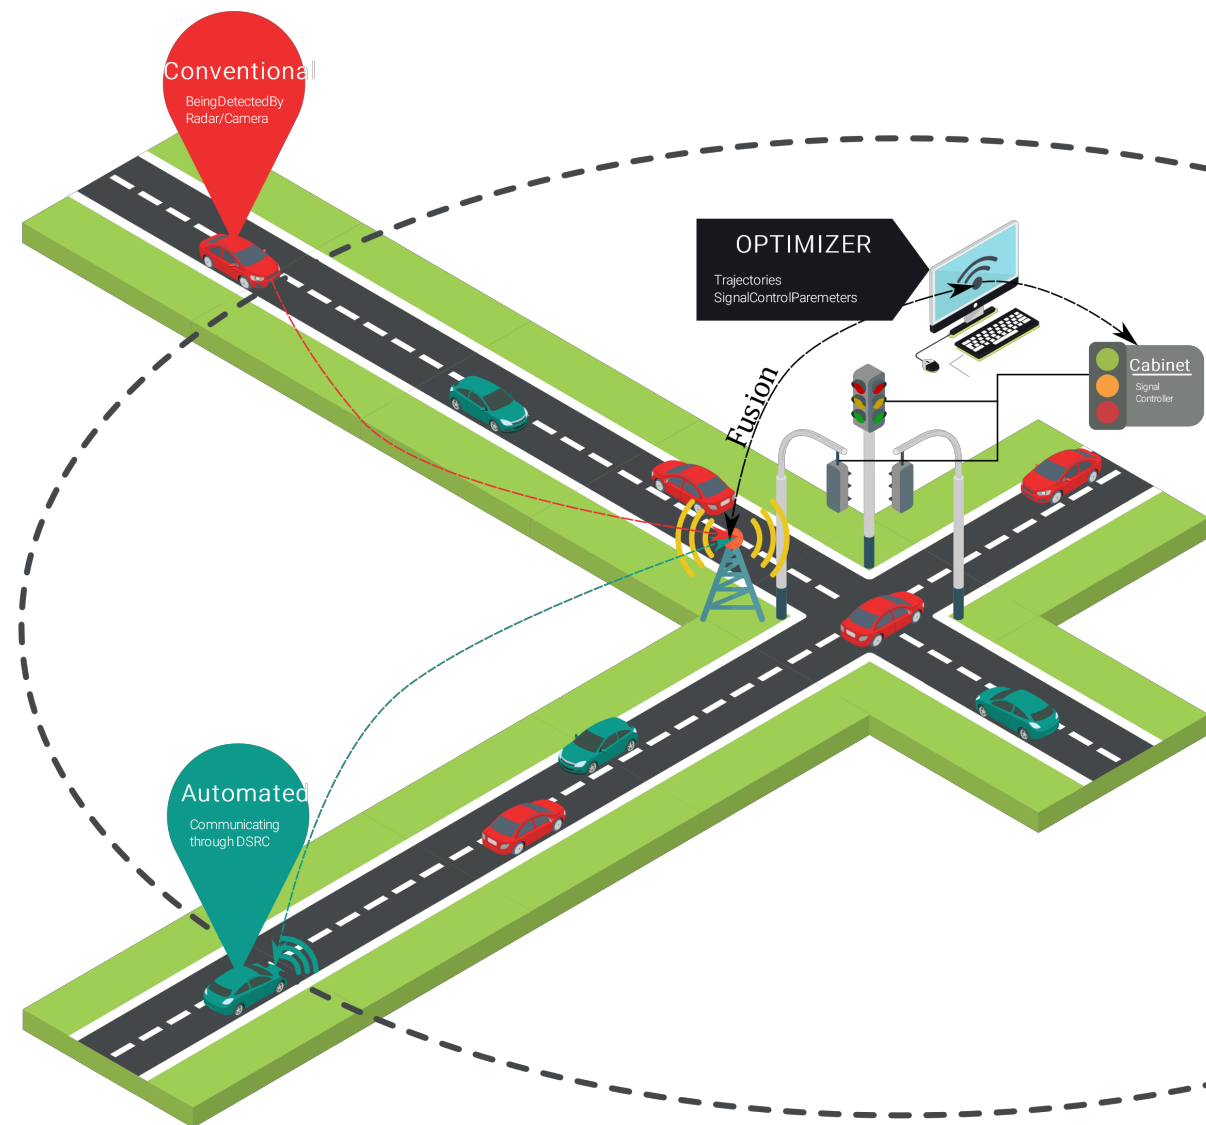 Conventional
BeingDetectedBy
Radar/Camera
OPTIMIZER
Trajectories
SignalControlParemeters
Fusion
Cabinet
Signal
Controller
Automated
Communicating
through DSRC